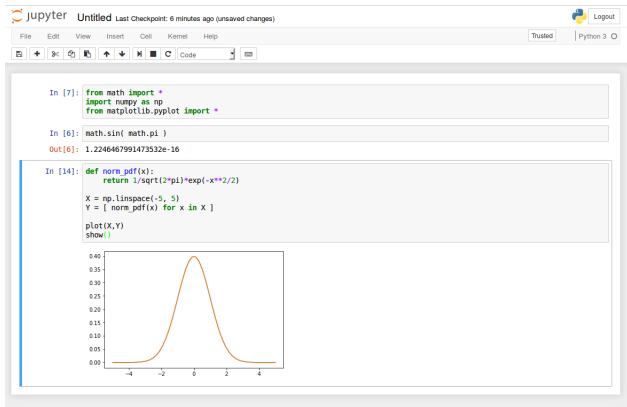 jupyter Untitled Last Checkpoint: 6 minutes ago (unsaved changes) Logout
File Edit View Insert Cell Kernel Help Trusted Python 3
Code
In [7]: from math import *
import numpy as np
from matplotlib.pyplot import *
In [6]: math.sin( math.pi )
Out[6]: 1.2246467991473532e-16
In [14]: def norm_pdf(x):
return 1/sqrt(2*pi)*exp(-x**2/2)
X = np.linspace(-5, 5)
Y = [ norm_pdf(x) for x in X ]
plot(X,Y)
show()
0.40
0.35
0.30
0.25
0.20
0.15
0.10
0.05
0.00
−4 −2 0 2 4